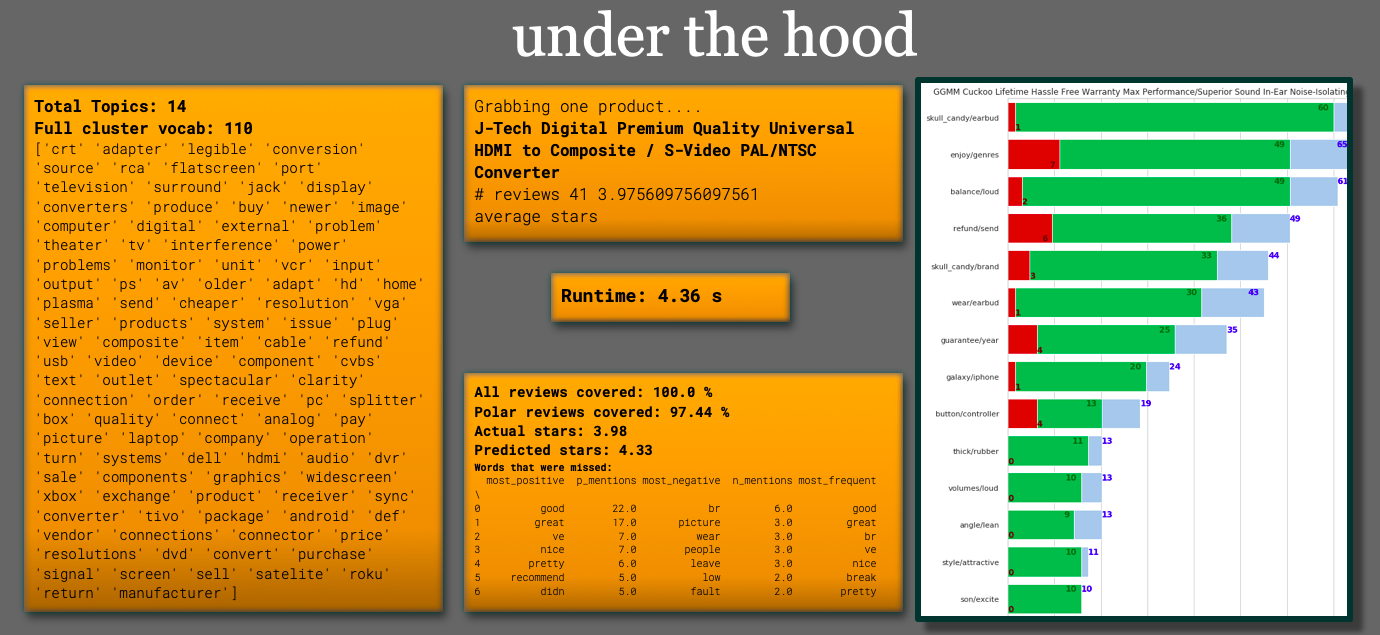 under the hood
Total Topics: 14
Full cluster vocab: 110
['crt' 'adapter' 'legible' 'conversion'
'source' 'rca' 'flatscreen' 'port'
'television' 'surround' 'jack' 'display'
'converters' 'produce' 'buy' 'newer' 'image'
'computer' 'digital' 'external' 'problem'
'theater' 'tv' 'interference' 'power'
'problems' 'monitor' 'unit' 'vcr' 'input'
'output' 'ps' 'av' 'older' 'adapt' 'hd' 'home'
'plasma' 'send' 'cheaper' 'resolution' 'vga'
'seller' 'products' 'system' 'issue' 'plug'
'view' 'composite' 'item' 'cable' 'refund'
'usb' 'video' 'device' 'component' 'cvbs'
'text' 'outlet' 'spectacular' 'clarity'
'connection' 'order' 'receive' 'pc' 'splitter'
'box' 'quality' 'connect' 'analog' 'pay'
'picture' 'laptop' 'company' 'operation'
'turn' 'systems' 'dell' 'hdmi' 'audio' 'dvr'
'sale' 'components' 'graphics' 'widescreen'
'xbox' 'exchange' 'product' 'receiver' 'sync'
'converter' 'tivo' 'package' 'android' 'def'
'vendor' 'connections' 'connector' 'price'
'resolutions' 'dvd' 'convert' 'purchase'
'signal' 'screen' 'sell' 'satelite' 'roku'
'return' 'manufacturer']
Grabbing one product....
J-Tech Digital Premium Quality Universal
HDMI to Composite / S-Video PAL/NTSC
Converter
# reviews 41 3.975609756097561
average stars
Runtime: 4.36 s
All reviews covered: 100.0 %
Polar reviews covered: 97.44 %
Actual stars: 3.98
Predicted stars: 4.33
Words that were missed:
most_positive p_mentions most_negative n_mentions most_frequent
\
0 good 22.0 br 6.0 good
1 great 17.0 picture 3.0 great
2 ve 7.0 wear 3.0 br
3 nice 7.0 people 3.0 ve
4 pretty 6.0 leave 3.0 nice
5 recommend 5.0 low 2.0 break
6 didn 5.0 fault 2.0 pretty
GGMM Cuckoo Lifetime Hassle Free Warranty Max Performance/Superior Sound In-Ear Noise-Isolating
skull_candy/earbud 1 60
enjoy/genres 7 49 65
balance/loud 2 49 61
refund/send 6 36 49
skull_candy/brand 3 33 44
wear/earbud 1 30 43
guarantee/year 4 25 35
galaxy/iphone 1 20 24
button/controller 4 13 19
thick/rubber 0 11 13
volumes/loud 0 10 13
angle/lean 0 9 13
style/attractive 0 10 11
son/excite 0 10 10